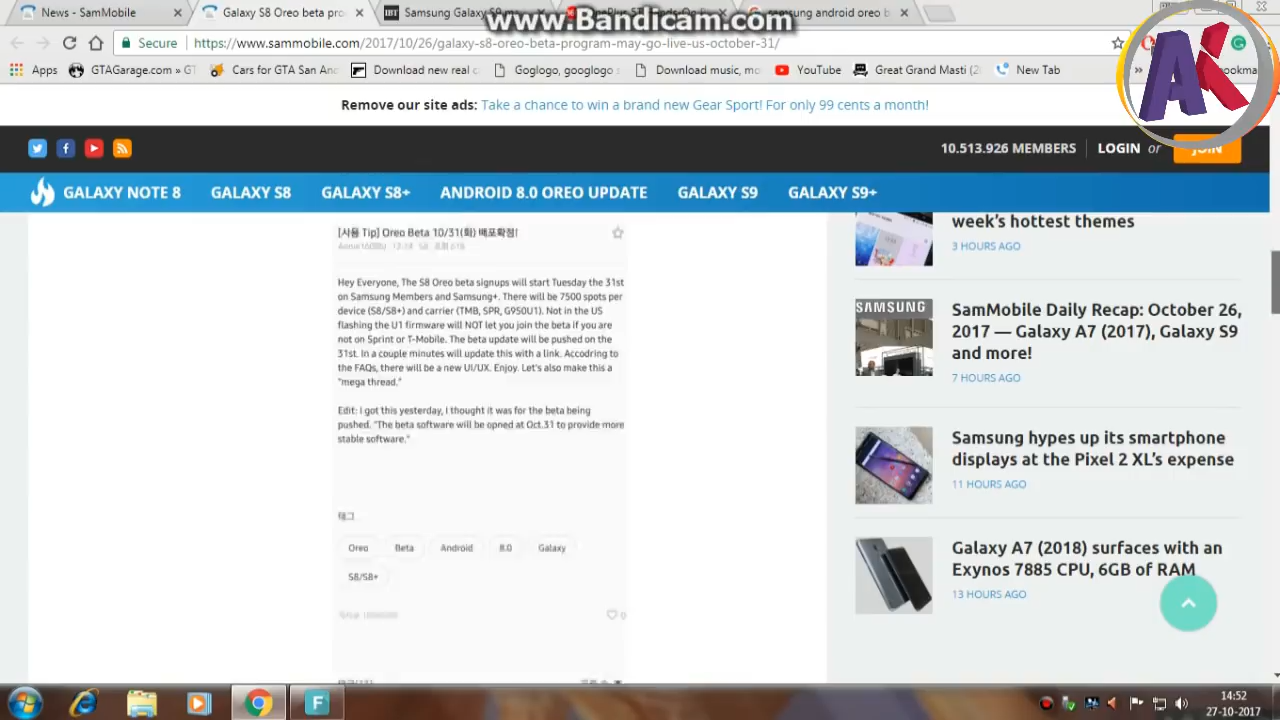 News - SamMobile
Galaxy S8 Oreo beta pro
Samsung Galaxy S9 m
samsung android oreo b
www.Bandicam.com
Secure
https://www.sammobile.com/2017/10/26/galaxy-s8-oreo-beta-program-may-go-live-us-october-31/
Apps
GTAGarage.com » GT
Cars for GTA San An
Download new real c
Goglogo, googlogo s
Download music, mo
YouTube
Great Grand Masti (2
New Tab
»
AK
Remove our site ads: Take a chance to win a brand new Gear Sport! For only 99 cents a month!
10.513.926 MEMBERS
LOGIN or JOIN
GALAXY NOTE 8
GALAXY S8
GALAXY S8+
ANDROID 8.0 OREO UPDATE
GALAXY S9
GALAXY S9+
[사용 Tip] Oreo Beta 10/31(화) 배포확정!
Hey Everyone, The S8 Oreo beta signups will start Tuesday the 31st
on Samsung Members and Samsung+. There will be 7500 spots per
device (S8/S8+) and carrier (TMB, SPR, G950U1). Not in the US
flashing the U1 firmware will NOT let you join the beta if you are
not on Sprint or T-Mobile. The beta update will be pushed on the
31st. In a couple minutes will update this with a link. Accodring to
the FAQs, there will be a new UI/UX. Enjoy. Let's also make this a
"mega thread."
Edit: I got this yesterday, I thought it was for the beta being
pushed. "The beta software will be opned at Oct.31 to provide more
stable software."
태그
Oreo
Beta
Android
8.0
Galaxy
S8/S8+
0
week's hottest themes
3 HOURS AGO
SAMSUNG
SamMobile Daily Recap: October 26,
2017 — Galaxy A7 (2017), Galaxy S9
and more!
7 HOURS AGO
Samsung hypes up its smartphone
displays at the Pixel 2 XL's expense
11 HOURS AGO
Galaxy A7 (2018) surfaces with an
Exynos 7885 CPU, 6GB of RAM
13 HOURS AGO
F
14:52
27-10-2017